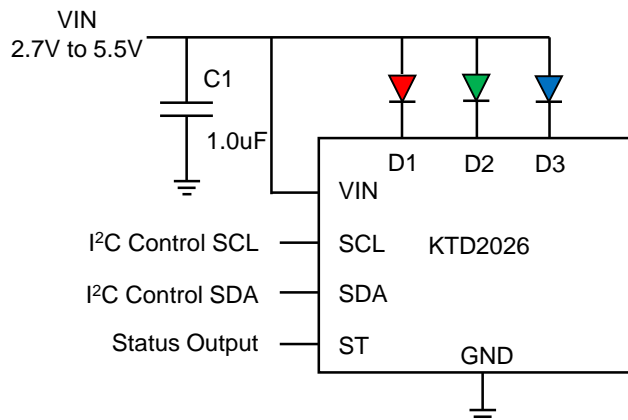 VIN
2.7V to 5.5V
C1
1.0uF
D1 D2 D3
VIN
I²C Control SCL SCL KTD2026
I²C Control SDA SDA
Status Output ST
GND